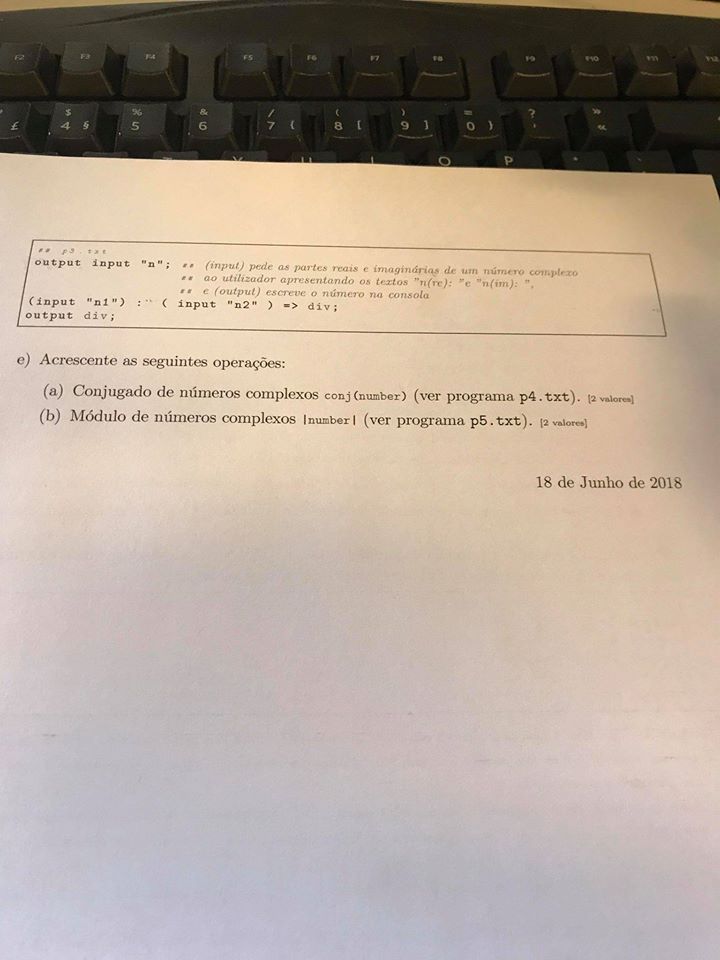 F2 F3 F4 F5 F6 F7 F8 F9 F10 F11 F12
£ $ 4 § % 5 & 6 / 7 { ( 8 [ ) 9 ] = 0 } ? ' » «
O P
## p3.txt
output input "n"; ## (input) pede as partes reais e imaginárias de um número complexo
## ao utilizador apresentando os textos "n(re): "e "n(im): ",
## e (output) escreve o número na consola
(input "n1") : ( input "n2" ) => div;
output div;
e) Acrescente as seguintes operações:
(a) Conjugado de números complexos conj(number) (ver programa p4.txt). [2 valores]
(b) Módulo de números complexos |number| (ver programa p5.txt). [2 valores]
18 de Junho de 2018